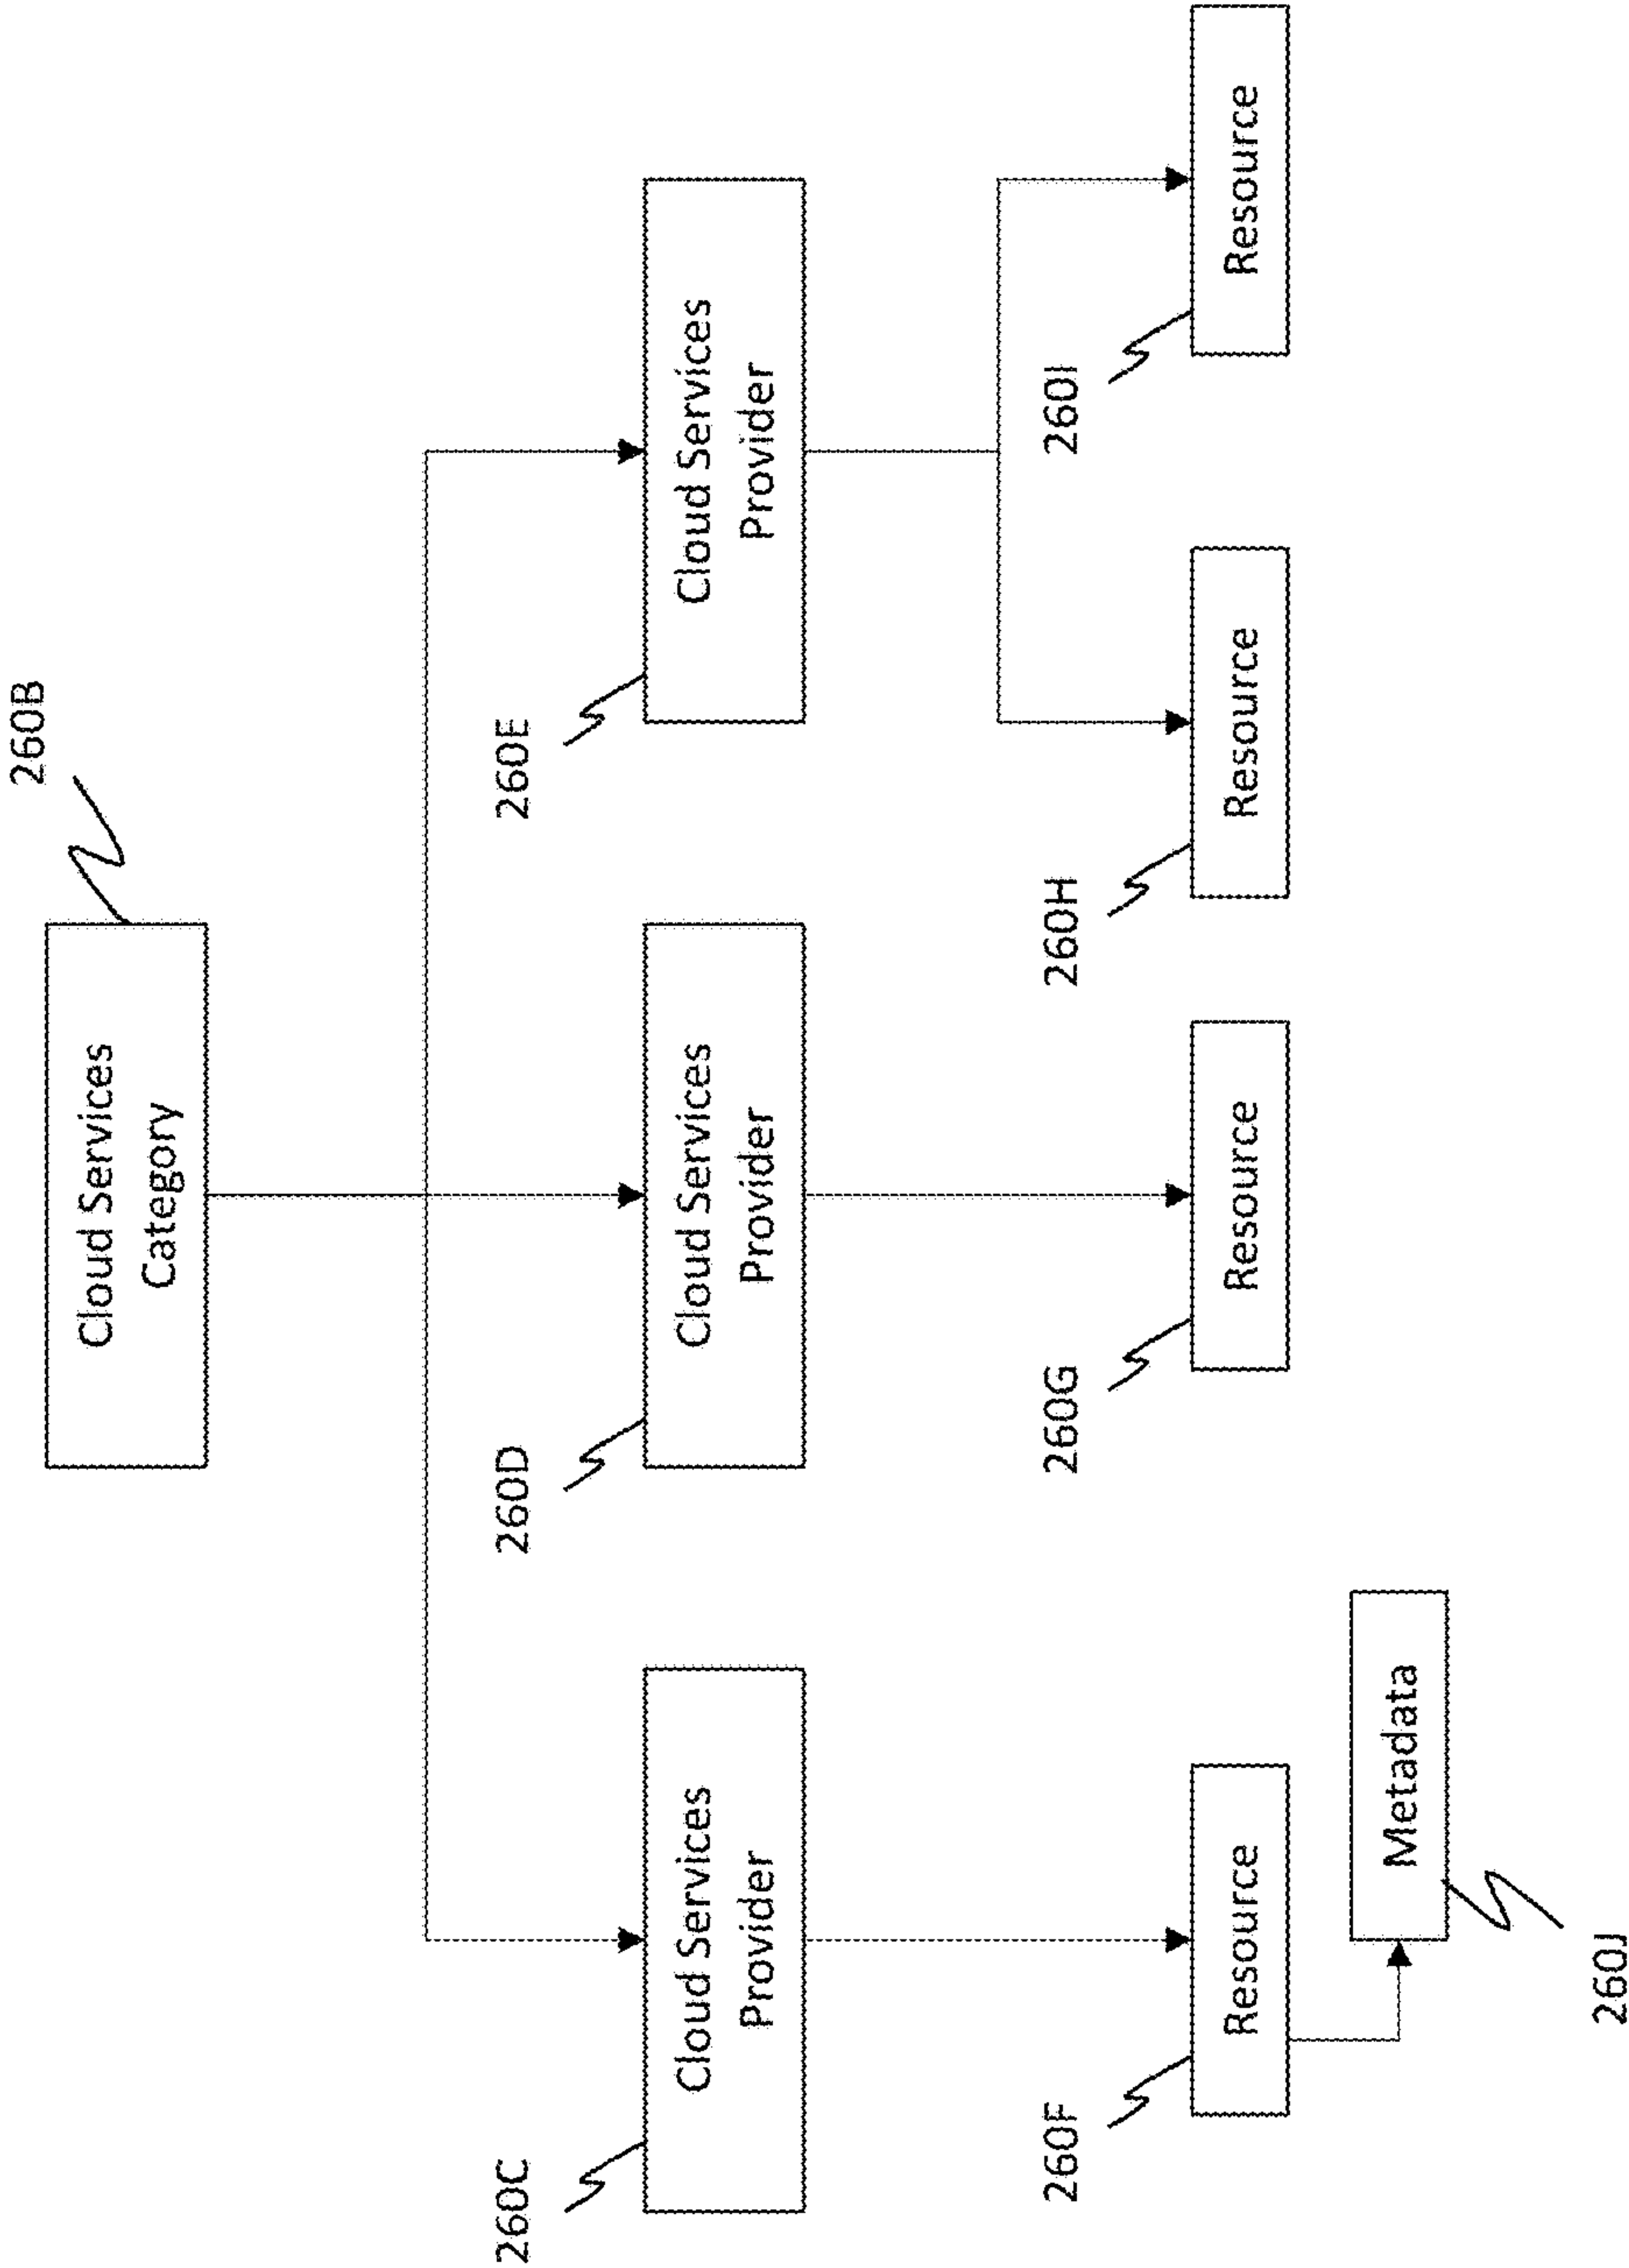 260B
Cloud Services
Category
260C
Cloud Services
Provider
260D
Cloud Services
Provider
260E
Cloud Services
Provider
260F
Resource
260G
Resource
260H
Resource
260I
Resource
Metadata
260J